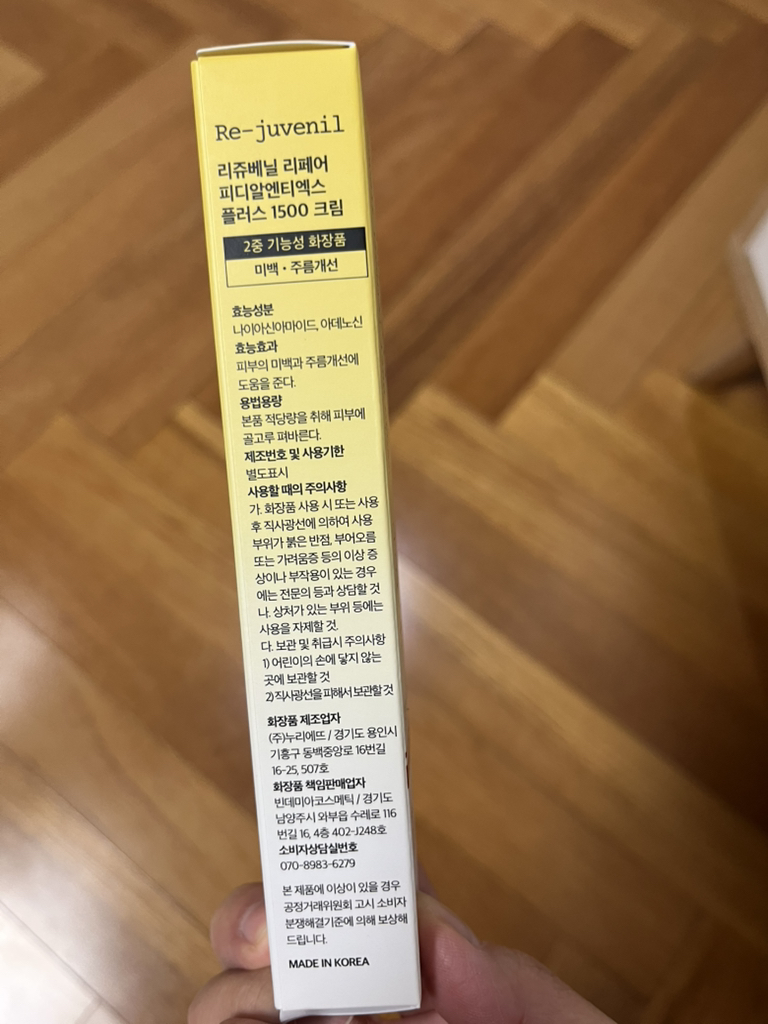 Re-juvenil
리쥬베닐 리페어
피디알엔티엑스
플러스 1500 크림
2중 기능성 화장품
미백 • 주름개선
효능성분
나이아신아마이드, 아데노신
효능효과
피부의 미백과 주름개선에
도움을 준다.
용법용량
본품 적당량을 취해 피부에
골고루 펴바른다.
제조번호 및 사용기한
별도표시
사용할 때의 주의사항
가. 화장품 사용 시 또는 사용
후 직사광선에 의하여 사용
부위가 붉은 반점, 부어오름
또는 가려움증 등의 이상 증
상이나 부작용이 있는 경우
에는 전문의 등과 상담할 것
나. 상처가 있는 부위 등에는
사용을 자제할 것.
다. 보관 및 취급시 주의사항
1) 어린이의 손에 닿지 않는
곳에 보관할 것
2) 직사광선을 피해서 보관할 것
화장품 제조업자
(주)누리에뜨 / 경기도 용인시
기흥구 동백중앙로 16번길
16-25, 507호
화장품 책임판매업자
빈데미아코스메틱 / 경기도
남양주시 와부읍 수레로 116
번길 16, 4층 402-J248호
소비자상담실번호
070-8983-6279
본 제품에 이상이 있을 경우
공정거래위원회 고시 소비자
분쟁해결기준에 의해 보상해
드립니다.
MADE IN KOREA